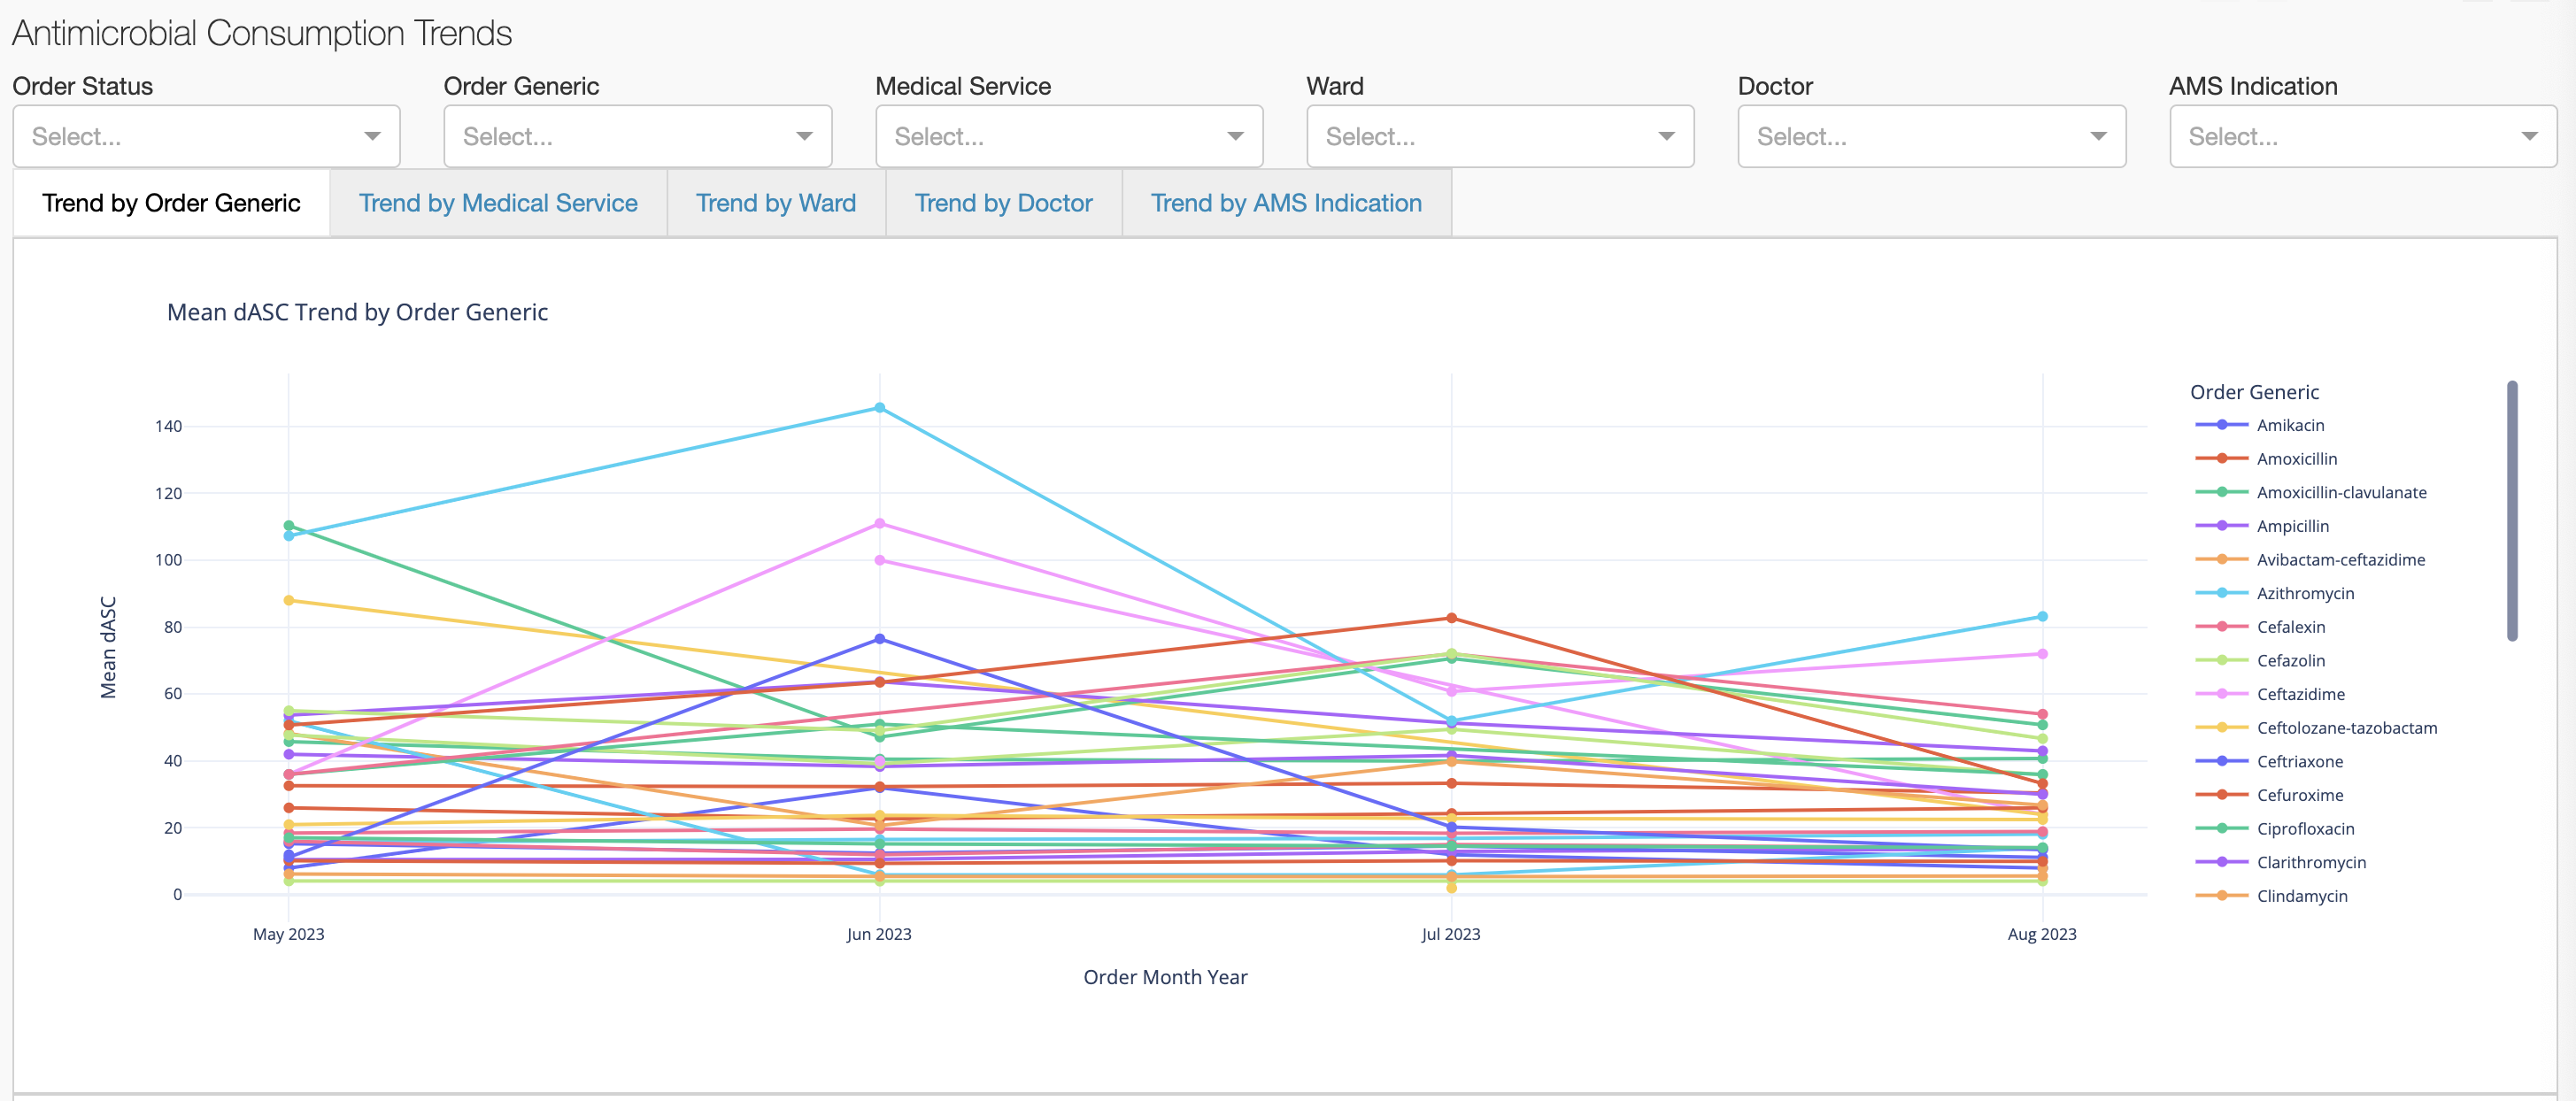 Antimicrobial Consumption Trends
Order Status Order Generic Medical Service Ward Doctor AMS Indication
Select... Select... Select... Select... Select... Select...
Trend by Order Generic Trend by Medical Service Trend by Ward Trend by Doctor Trend by AMS Indication
Mean dASC Trend by Order Generic
Mean dASC
140
120
100
80
60
40
20
0
May 2023 Jun 2023 Jul 2023 Aug 2023
Order Month Year
Order Generic
Amikacin
Amoxicillin
Amoxicillin-clavulanate
Ampicillin
Avibactam-ceftazidime
Azithromycin
Cefalexin
Cefazolin
Ceftazidime
Ceftolozane-tazobactam
Ceftriaxone
Cefuroxime
Ciprofloxacin
Clarithromycin
Clindamycin